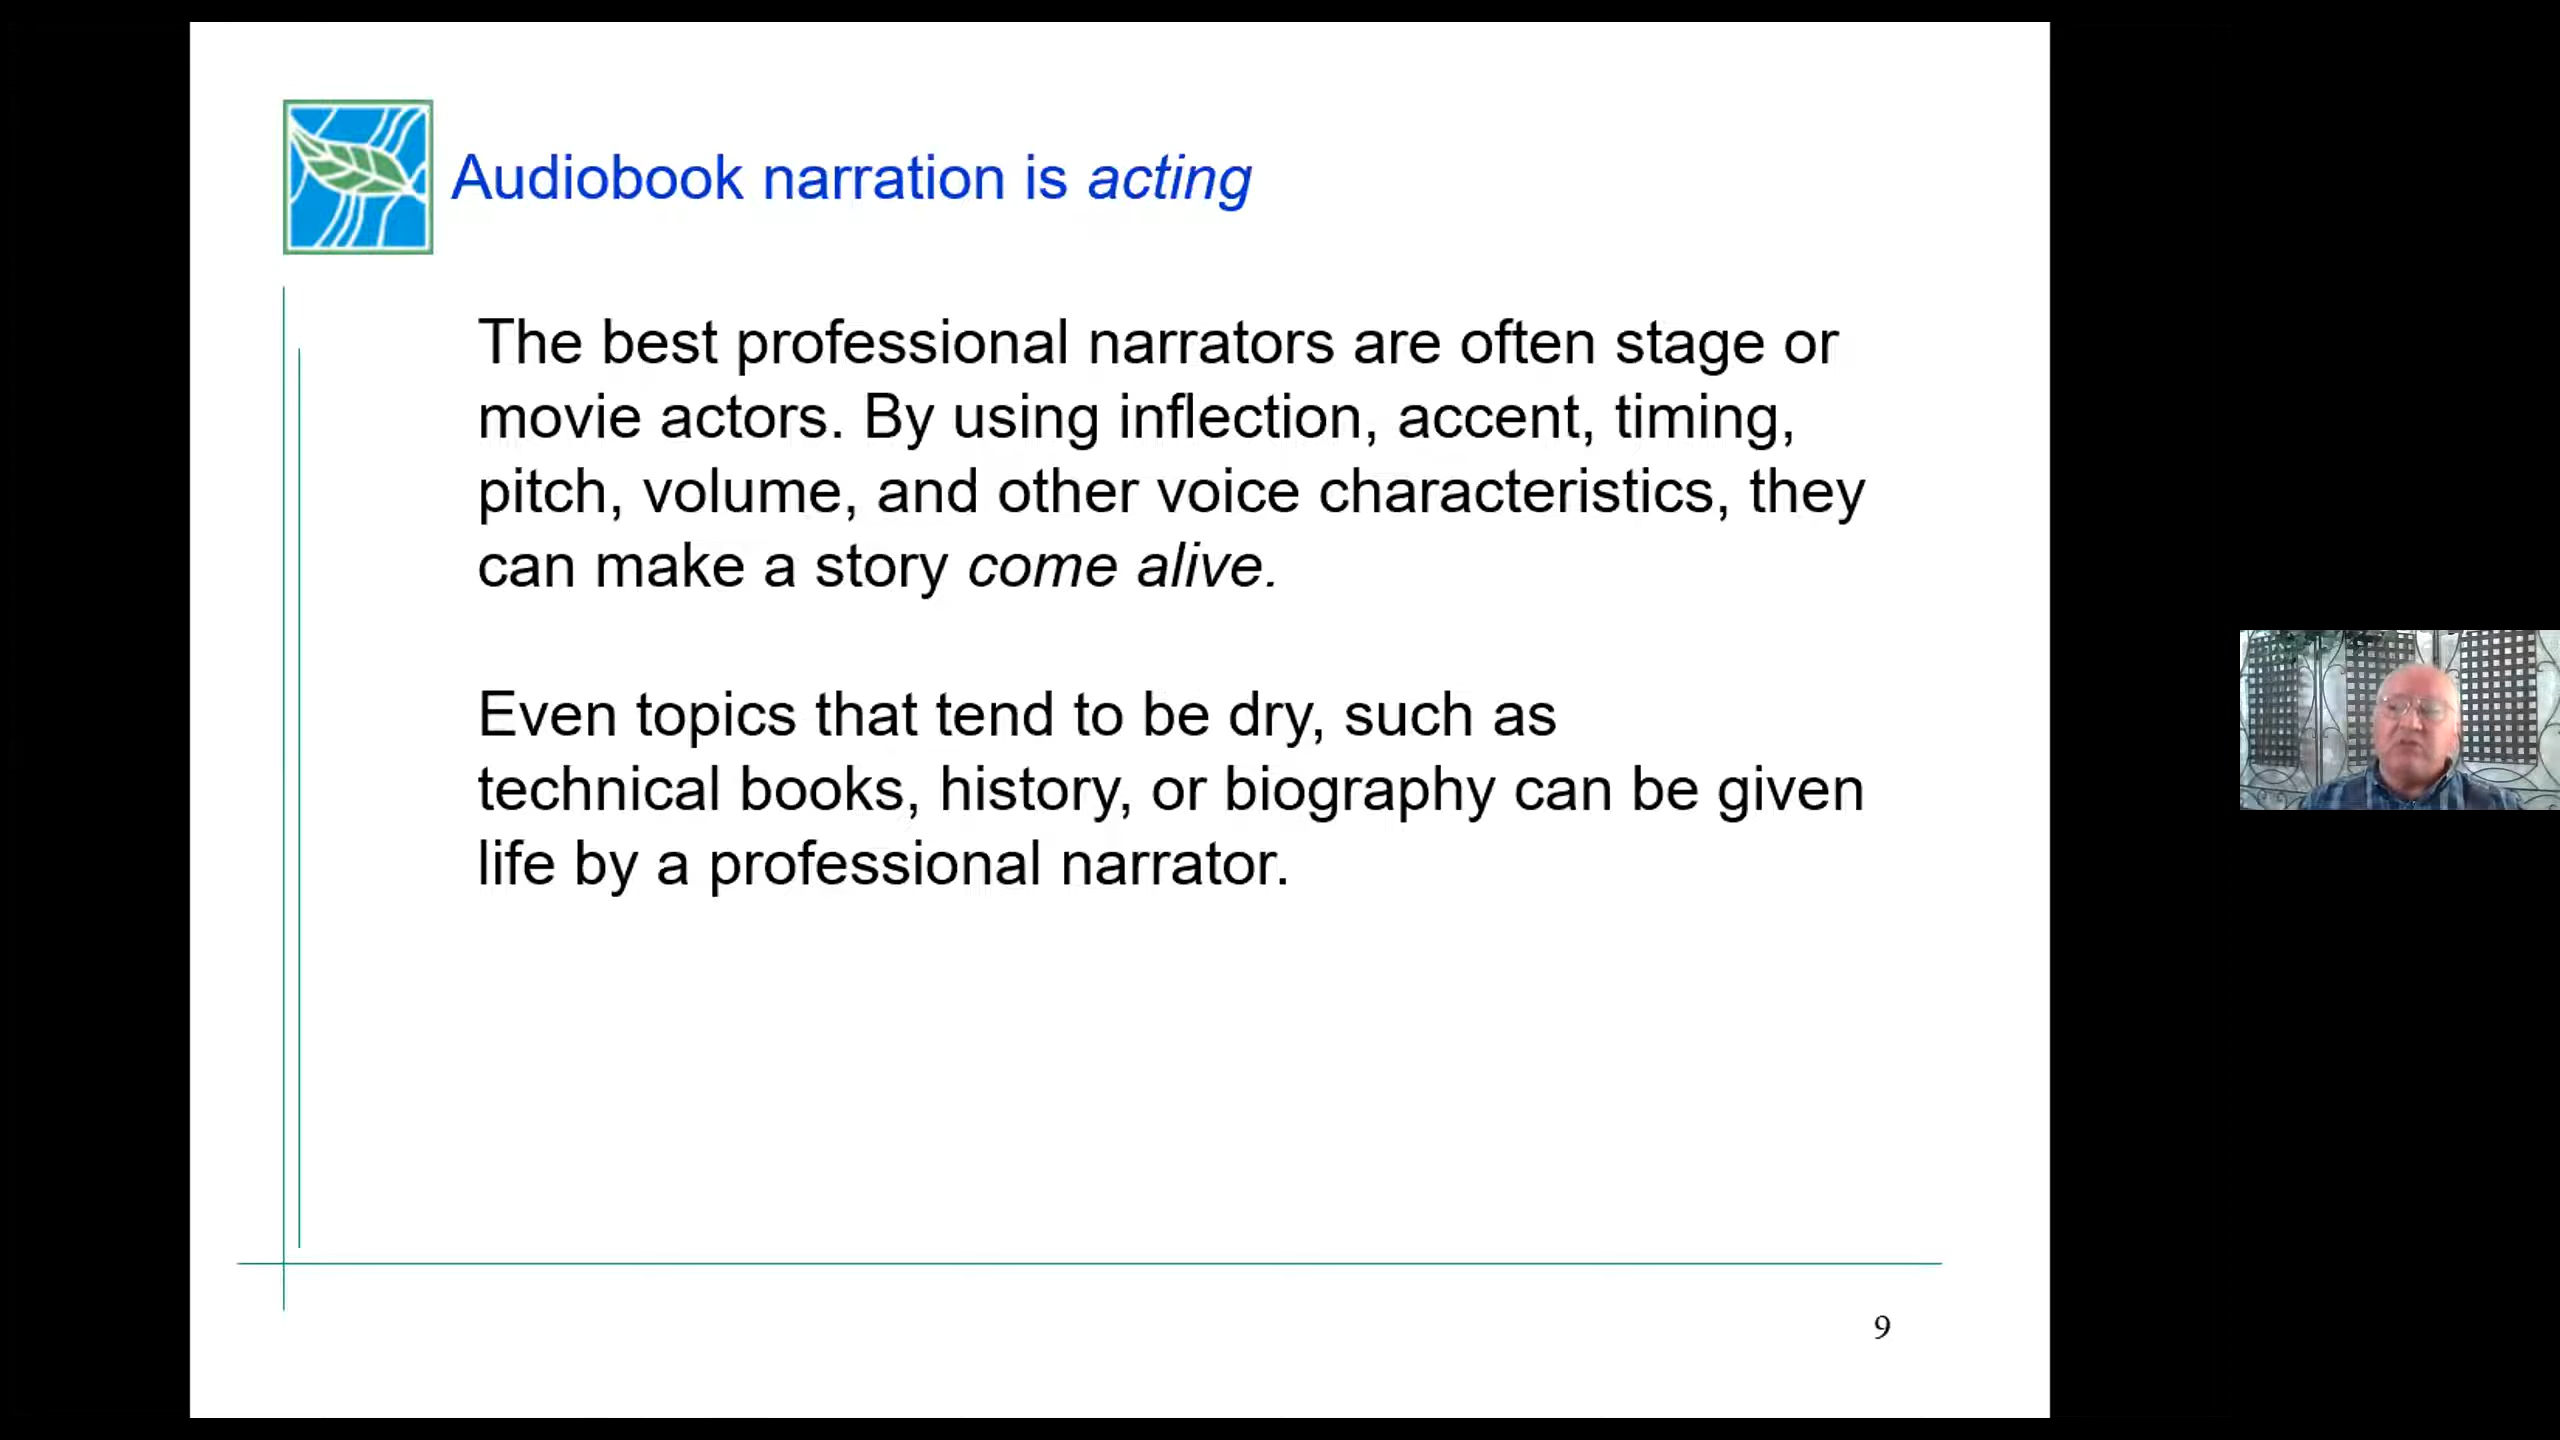 Audiobook narration is acting
The best professional narrators are often stage or
movie actors. By using inflection, accent, timing,
pitch, volume, and other voice characteristics, they
can make a story come alive.
Even topics that tend to be dry, such as
technical books, history, or biography can be given
life by a professional narrator.
9